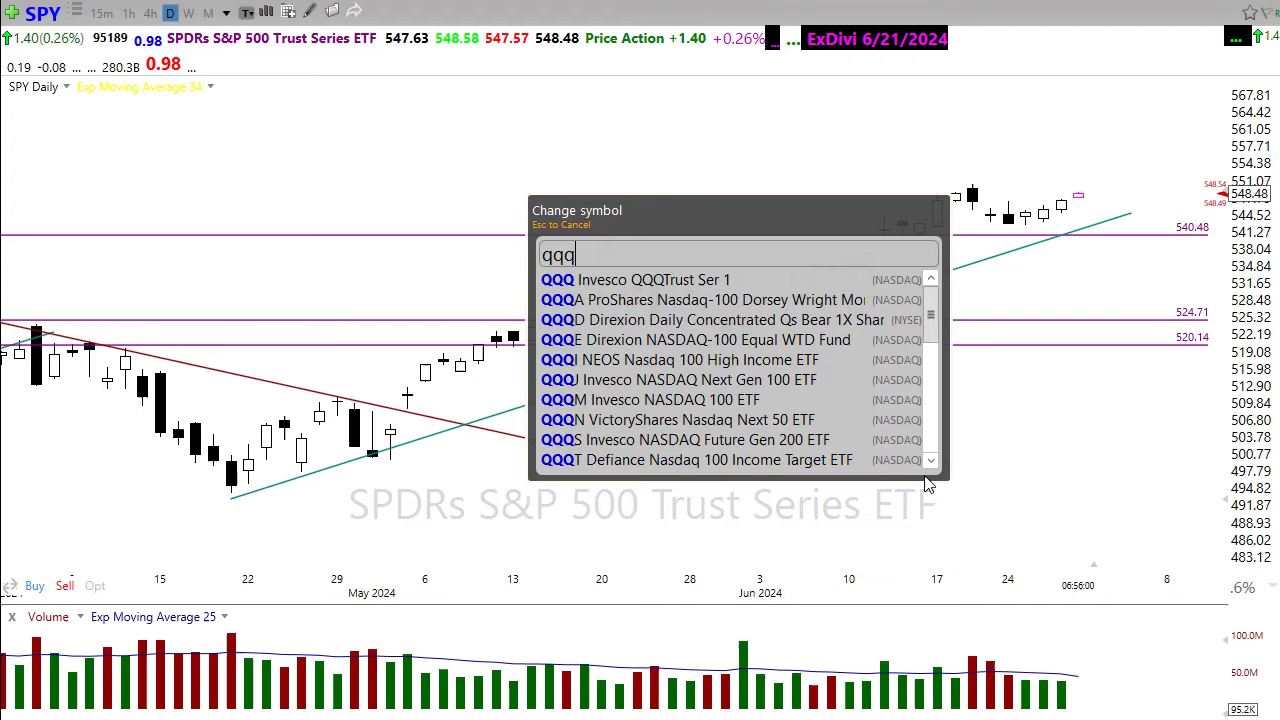 SPY 15m 1h 4h D W M
1.40(0.26%) 95189 0.98 SPDRs S&P 500 Trust Series ETF 547.63 548.58 547.57 548.48 Price Action +1.40 +0.26% ... ... ExDivi 6/21/2024 ... 1.4
0.19 -0.08 ... ... 280.3B 0.98 ...
SPY Daily Exp Moving Average 34
567.81
564.42
561.05
557.71
554.38
551.07
548.54
548.48
548.49
544.52
541.27
540.48
538.04
534.84
531.65
528.48
524.71
525.32
522.19
520.14
519.08
515.98
512.90
509.84
506.80
503.78
500.77
497.79
494.82
491.87
488.93
486.02
483.12
Change symbol
Esc to Cancel
qqq
QQQ Invesco QQQTrust Ser 1 (NASDAQ)
QQQA ProShares Nasdaq-100 Dorsey Wright Mo (NASDAQ)
QQQD Direxion Daily Concentrated Qs Bear 1X Shar (NYSE)
QQQE Direxion NASDAQ-100 Equal WTD Fund (NASDAQ)
QQQI NEOS Nasdaq 100 High Income ETF (NASDAQ)
QQQJ Invesco NASDAQ Next Gen 100 ETF (NASDAQ)
QQQM Invesco NASDAQ 100 ETF (NASDAQ)
QQQN VictoryShares Nasdaq Next 50 ETF (NASDAQ)
QQQS Invesco NASDAQ Future Gen 200 ETF (NASDAQ)
QQQT Defiance Nasdaq 100 Income Target ETF (NASDAQ)
SPDRs S&P 500 Trust Series ETF
15 22 29 6 13 20 28 3 10 17 24 8
Buy Sell Opt May 2024 Jun 2024 06:56:00 .6%
X Volume Exp Moving Average 25
100.0M
50.0M
95.2K